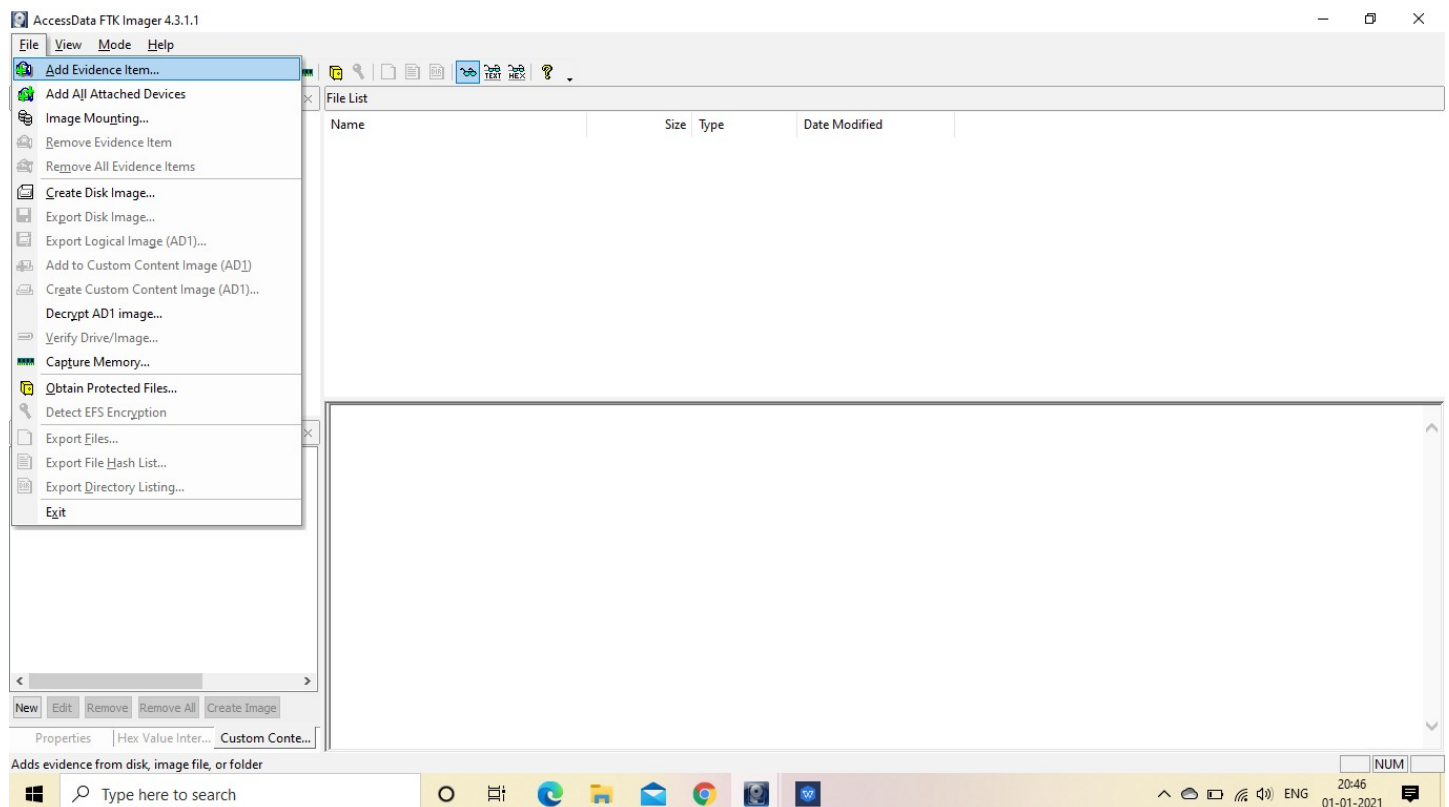 AccessData FTK Imager 4.3.1.1
File View Mode Help
Add Evidence Item...
Add All Attached Devices
Image Mounting...
Remove Evidence Item
Remove All Evidence Items
Create Disk Image...
Export Disk Image...
Export Logical Image (AD1)...
Add to Custom Content Image (AD1)
Create Custom Content Image (AD1)...
Decrypt AD1 image...
Verify Drive/Image...
Capture Memory...
Obtain Protected Files...
Detect EFS Encryption
Export Files...
Export File Hash List...
Export Directory Listing...
Exit
TEXT HEX
File List
Name Size Type Date Modified
New Edit Remove Remove All Create Image
Properties Hex Value Inter... Custom Conte...
Adds evidence from disk, image file, or folder
NUM
Type here to search
ENG
20:46
01-01-2021